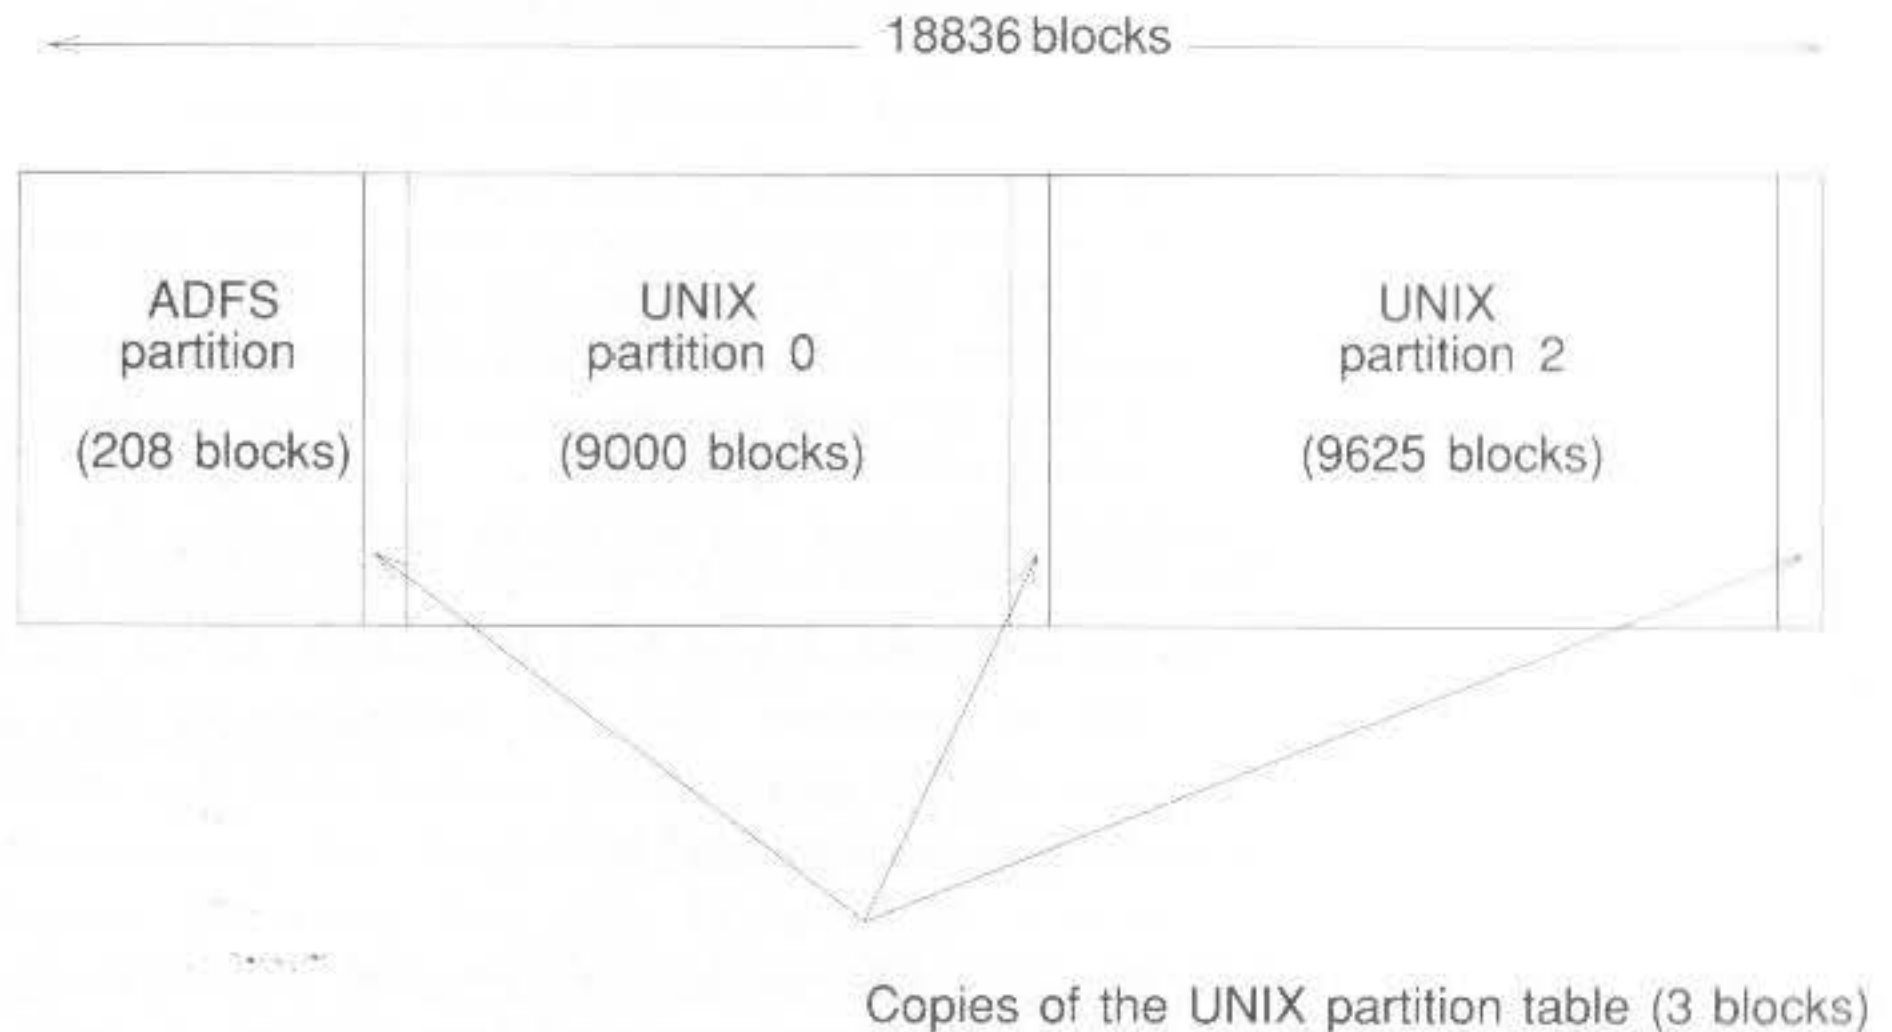 18836 blocks
ADFS
partition
(208 blocks)
UNIX
partition 0
(9000 blocks)
UNIX
partition 2
(9625 blocks)
Copies of the UNIX partition table (3 blocks)